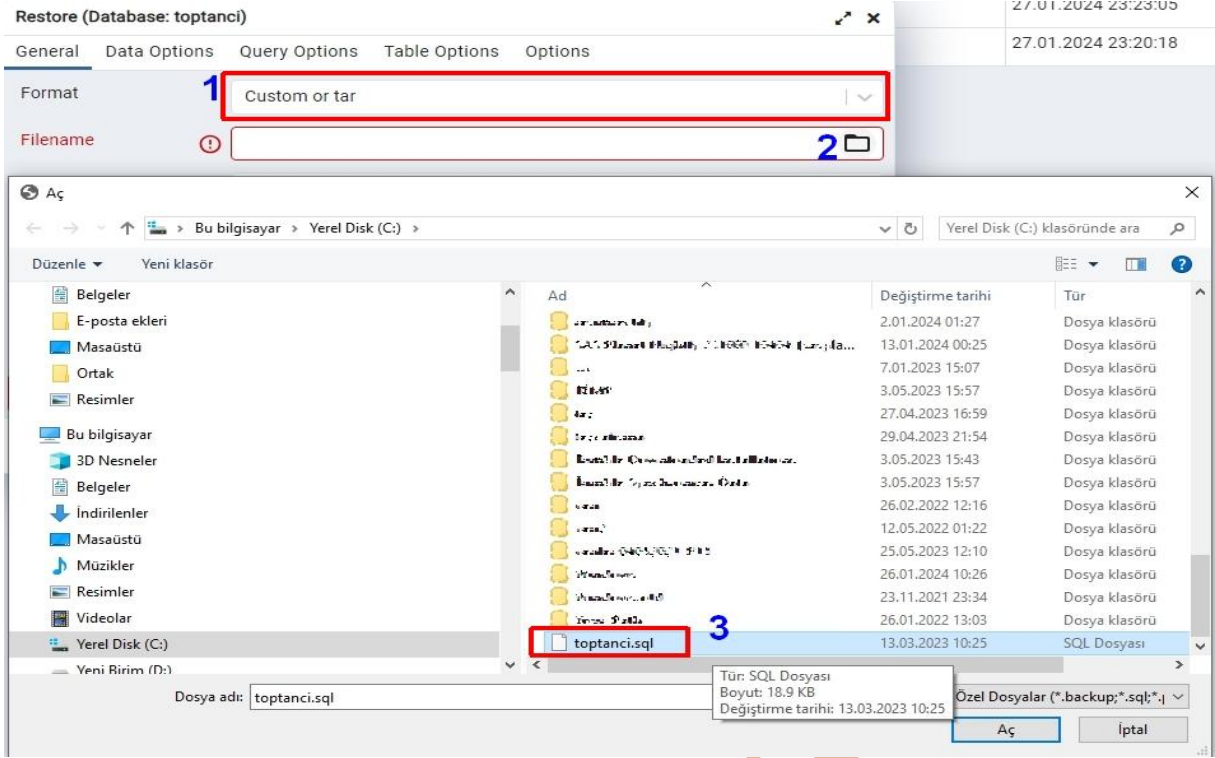 Restore (Database: toptanci)
27.01.2024 23:23:05
General Data Options Query Options Table Options Options
27.01.2024 23:20:18
Format 1 Custom or tar
Filename 2
Aç
Bu bilgisayar > Yerel Disk (C:) >
Yerel Disk (C:) klasöründe ara
Düzenle Yeni klasör
Belgeler
E-posta ekleri
Masaüstü
Ortak
Resimler
Bu bilgisayar
3D Nesneler
Belgeler
İndirilenler
Masaüstü
Müzikler
Resimler
Videolar
Yerel Disk (C:)
Yeni Birim (D:)
Ad Değiştirme tarihi Tür
2.01.2024 01:27 Dosya klasörü
13.01.2024 00:25 Dosya klasörü
7.01.2023 15:07 Dosya klasörü
3.05.2023 15:57 Dosya klasörü
27.04.2023 16:59 Dosya klasörü
29.04.2023 21:54 Dosya klasörü
3.05.2023 15:43 Dosya klasörü
3.05.2023 15:57 Dosya klasörü
26.02.2022 12:16 Dosya klasörü
12.05.2022 01:22 Dosya klasörü
25.05.2023 12:10 Dosya klasörü
26.01.2024 10:26 Dosya klasörü
23.11.2021 23:34 Dosya klasörü
26.01.2022 13:03 Dosya klasörü
toptanci.sql 3 13.03.2023 10:25 SQL Dosyası
Tür: SQL Dosyası
Boyut: 18.9 KB
Değiştirme tarihi: 13.03.2023 10:25
Dosya adı: toptanci.sql
Özel Dosyalar (*.backup;*.sql;*.
Aç İptal